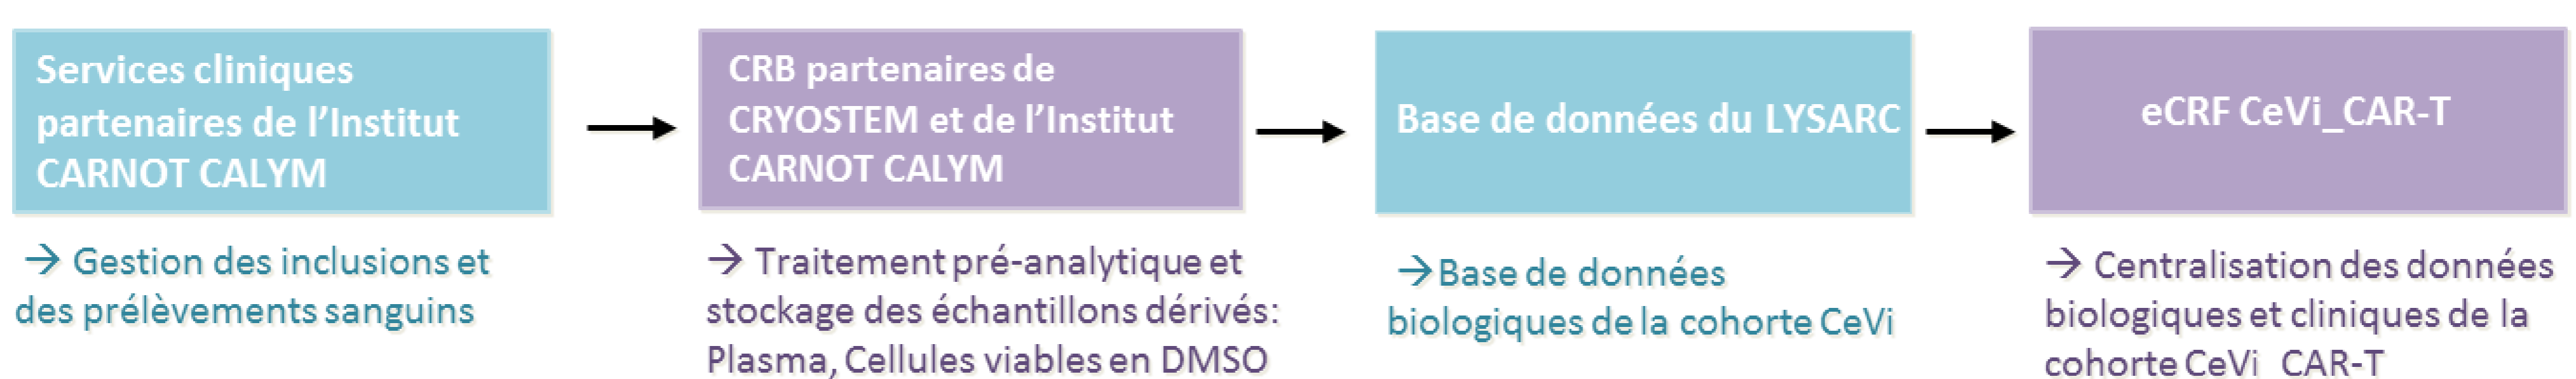 Services cliniques
partenaires de l’Institut
CARNOT CALYM
→ Gestion des inclusions et
des prélèvements sanguins
CRB partenaires de
CRYOSTEM et de l’Institut
CARNOT CALYM
→ Traitement pré-analytique et
stockage des échantillons dérivés:
Plasma, Cellules viables en DMSO
Base de données du LYSARC
→Base de données
biologiques de la cohorte CeVi
eCRF CeVi_CAR-T
→ Centralisation des données
biologiques et cliniques de la
cohorte CeVi CAR-T